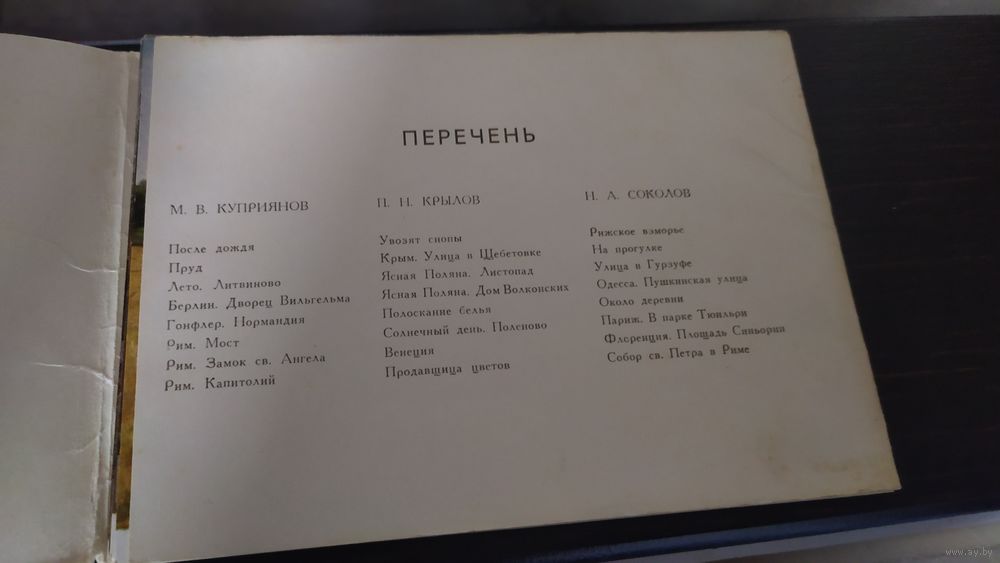 ПЕРЕЧЕНЬ
М. В. КУПРИЯНОВ
После дождя
Пруд
Лето. Литвиново
Берлин. Дворец Вильгельма
Гонфлер. Нормандия
Рим. Мост
Рим. Замок св. Ангела
Рим. Капитолий
П. Н. КРЫЛОВ
Увозят снопы
Крым. Улица в Щебетовке
Ясная Поляна. Листопад
Ясная Поляна. Дом Волконских
Полоскание белья
Солнечный день. Поленово
Венеция
Продавщица цветов
Н. А. СОКОЛОВ
Рижское взморье
На прогулке
Улица в Гурзуфе
Одесса. Пушкинская улица
Около деревни
Париж. В парке Тюильри
Флоренция. Площадь Синьории
Собор св. Петра в Риме
www.ay.by